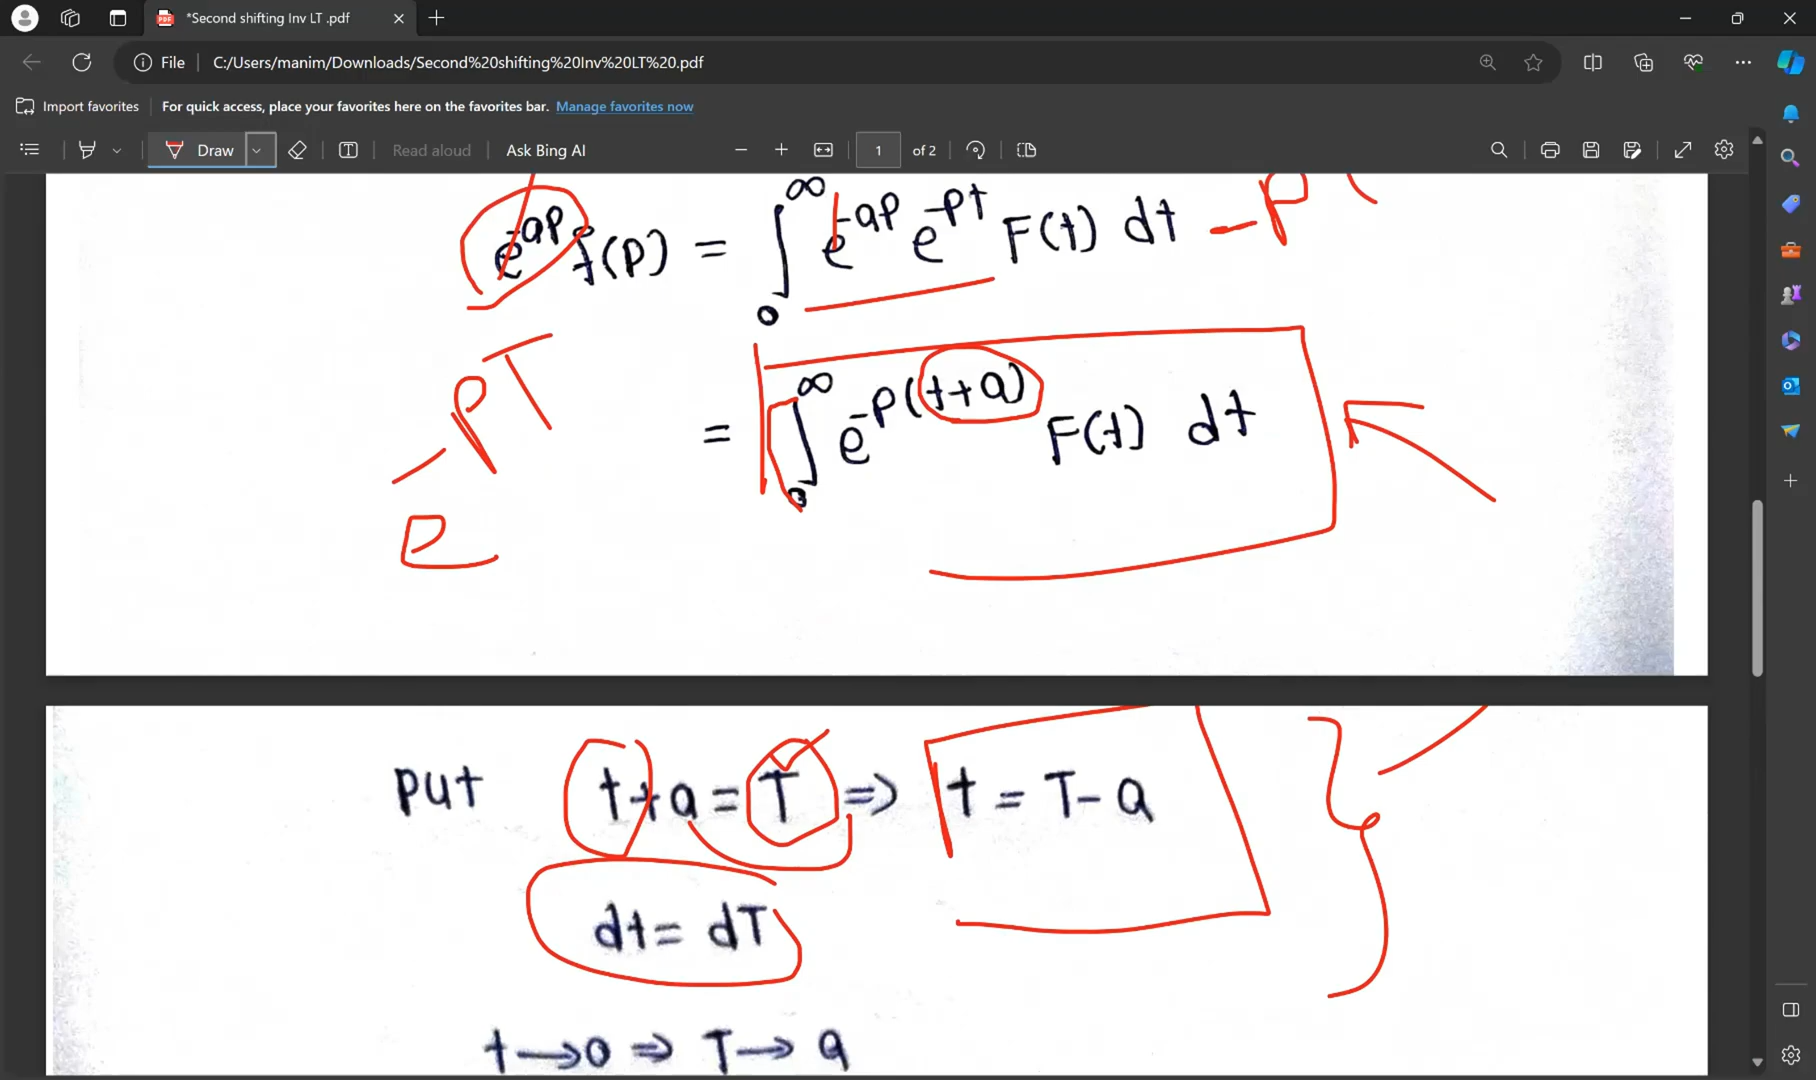 *Second shifting Inv LT .pdf
File C:/Users/manim/Downloads/Second%20shifting%20Inv%20LT%20.pdf
Import favorites For quick access, place your favorites here on the favorites bar. Manage favorites now
Draw Read aloud Ask Bing AI 1 of 2
e^-ap f(p) = ∫_0^∞ e^-ap e^-pt F(t) dt -P
-PT
= ∫_0^∞ e^-p(t+a) F(t) dt
e
put t+a = T => t = T-a
dt = dT
t→0 => T→a